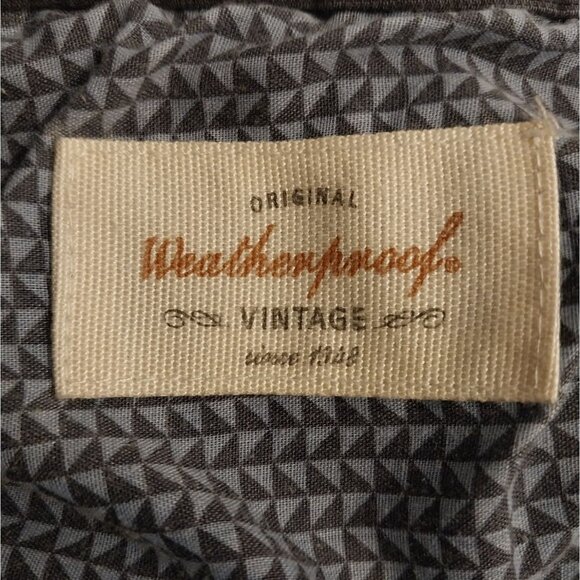 ORIGINAL
Weatherproof®
VINTAGE
since 1948